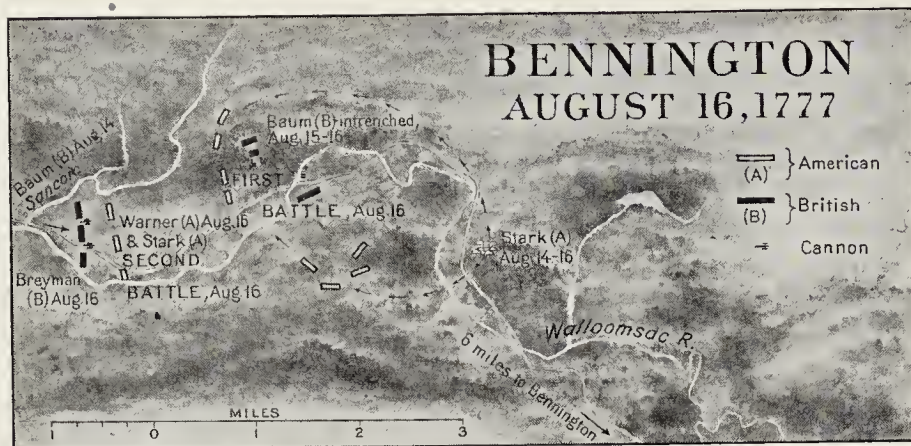 BENNINGTON
AUGUST 16, 1777
(A) } American
(B) } British
Cannon
Baum (B) Aug. 14
Sancoic
Baum (B) intrenched,
Aug. 15-16
FIRST
BATTLE, Aug. 16
Warner (A) Aug. 16
& Stark (A)
SECOND
BATTLE, Aug. 16
Breyman
(B) Aug. 16
Stark (A)
Aug. 14-16
Walloomsac R.
6 miles to Bennington
MILES
1 0 1 2 3